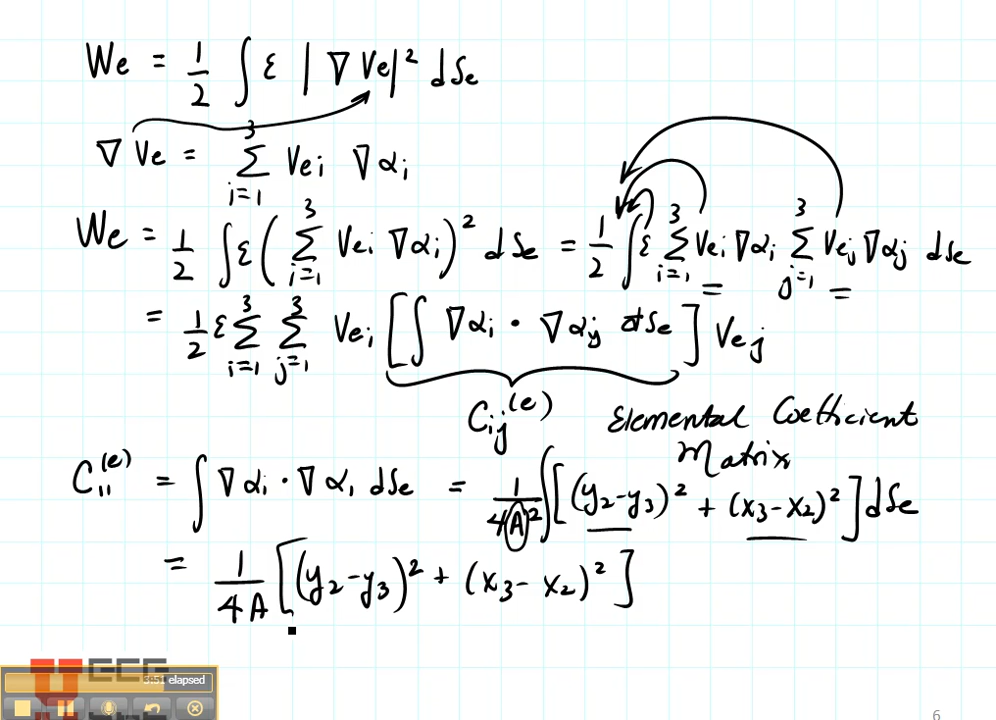 We = 1/2 ∫ ε |∇Ve|² dSe
∇Ve = Σ_{i=1}^{3} Vei ∇αi
We = 1/2 ∫ ε ( Σ_{i=1}^{3} Vei ∇αi )² dSe = 1/2 ∫ ε Σ_{i=1}^{3} Vei ∇αi Σ_{j=1}^{3} Vej ∇αj dSe
= 1/2 ε Σ_{i=1}^{3} Σ_{j=1}^{3} Vei [ ∫ ∇αi · ∇αj dSe ] Vej
Cij^(e) Elemental Coefficient
Matrix
C11^(e) = ∫ ∇αi · ∇α1 dSe = 1/4A² ∫ [(y2-y3)² + (x3-x2)²] dSe
= 1/4A [(y2-y3)² + (x3-x2)²]
3:51 elapsed
6